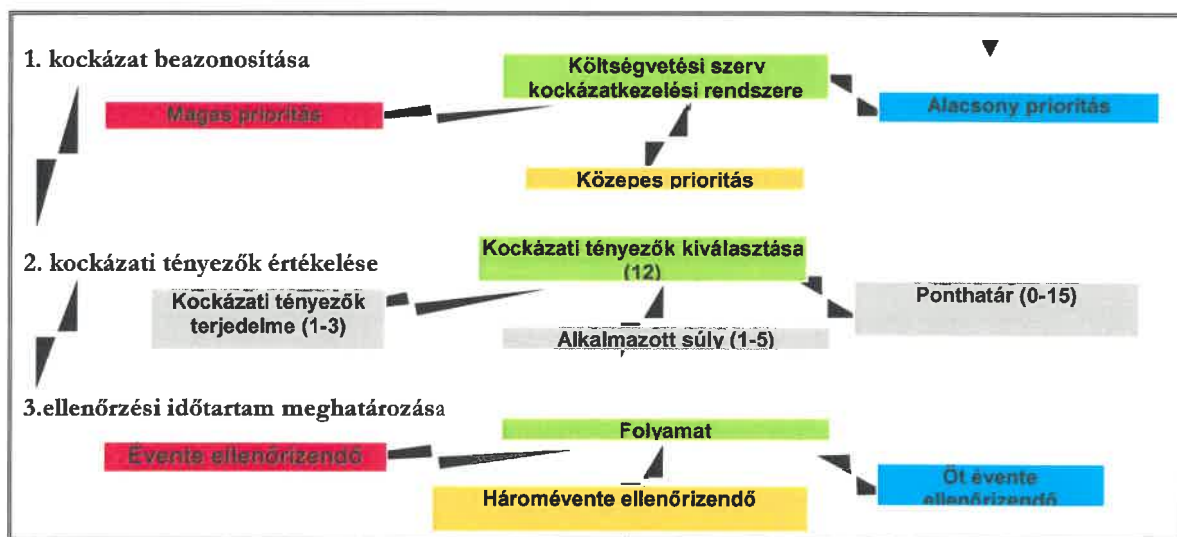 1. kockázat beazonosítása
Költségvetési szerv
kockázatkezelési rendszere
Magas prioritás
Alacsony prioritás
Közepes prioritás
2. kockázati tényezők értékelése
Kockázati tényezők kiválasztása
(12)
Kockázati tényezők
terjedelme (1-3)
Ponthatár (0-15)
Alkalmazott súly (1-5)
3.ellenőrzési időtartam meghatározása
Folyamat
Évente ellenőrizendő
Háromévente ellenőrizendő
Öt évente
ellenőrizendő